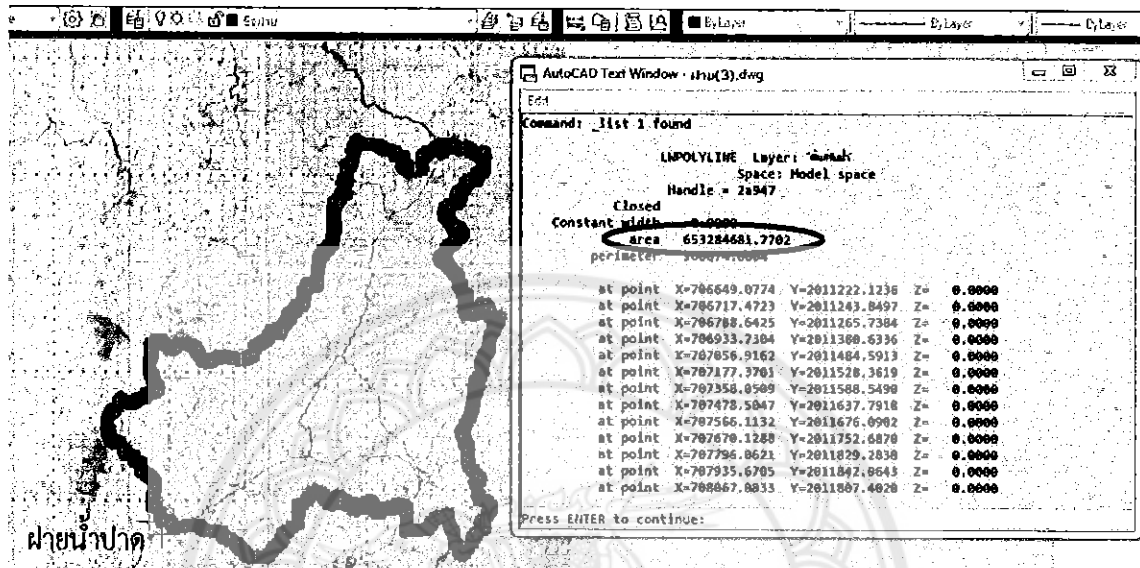 ByLayer
ByLayer
ByLayer
AutoCAD Text Window - ฝาย(3).dwg
Edit
Command: _list 1 found
LWPOLYLINE Layer:
Space: Model space
Handle = 2a947
Closed
Constant width 0.0000
area 653284681.7702
perimeter
at point X=706649.0774 Y=2011222.1236 Z= 0.0000
at point X=706717.4723 Y=2011243.8497 Z= 0.0000
at point X=706788.6425 Y=2011265.7384 Z= 0.0000
at point X=706933.7304 Y=2011380.6336 Z= 0.0000
at point X=707056.9162 Y=2011484.5913 Z= 0.0000
at point X=707177.3701 Y=2011528.3619 Z= 0.0000
at point X=707358.0509 Y=2011588.5490 Z= 0.0000
at point X=707478.5047 Y=2011637.7918 Z= 0.0000
at point X=707566.1132 Y=2011676.0902 Z= 0.0000
at point X=707670.1288 Y=2011752.6870 Z= 0.0000
at point X=707796.0621 Y=2011829.2838 Z= 0.0000
at point X=707935.6705 Y=2011842.0643 Z= 0.0000
at point X=708067.0833 Y=2011807.4020 Z= 0.0000
Press ENTER to continue:
ฝายน้ำปาด